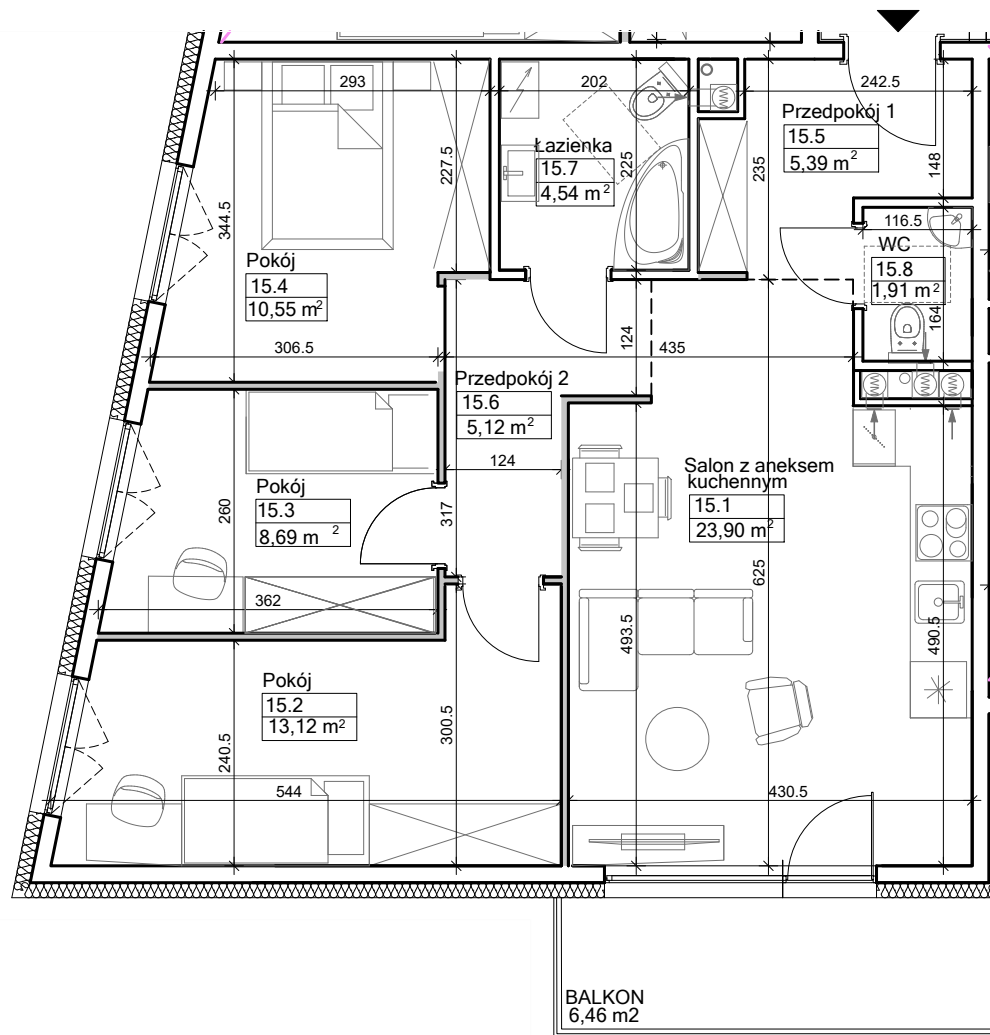 293
202
242.5
Przedpokój 1
15.5
5,39 m²
148
227.5
225
235
344.5
Łazienka
15.7
4,54 m²
116.5
WC
15.8
1,91 m²
164
Pokój
15.4
10,55 m²
306.5
124
435
Przedpokój 2
15.6
5,12 m²
124
317
Salon z aneksem
kuchennym
15.1
23,90 m²
Pokój
15.3
8,69 m ²
260
362
625
493.5
490.5
Pokój
15.2
13,12 m²
240.5
300.5
544
430.5
BALKON
6,46 m2